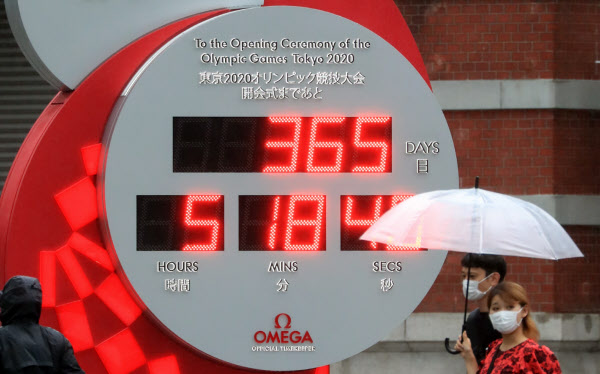 To the Opening Ceremony of the
Olympic Games Tokyo 2020
東京2020オリンピック競技大会
開会式まであと
365 DAYS
日
5 18
HOURS MINS SECS
時間 分 秒
Ω
OMEGA
OFFICIAL TIMEKEEPER